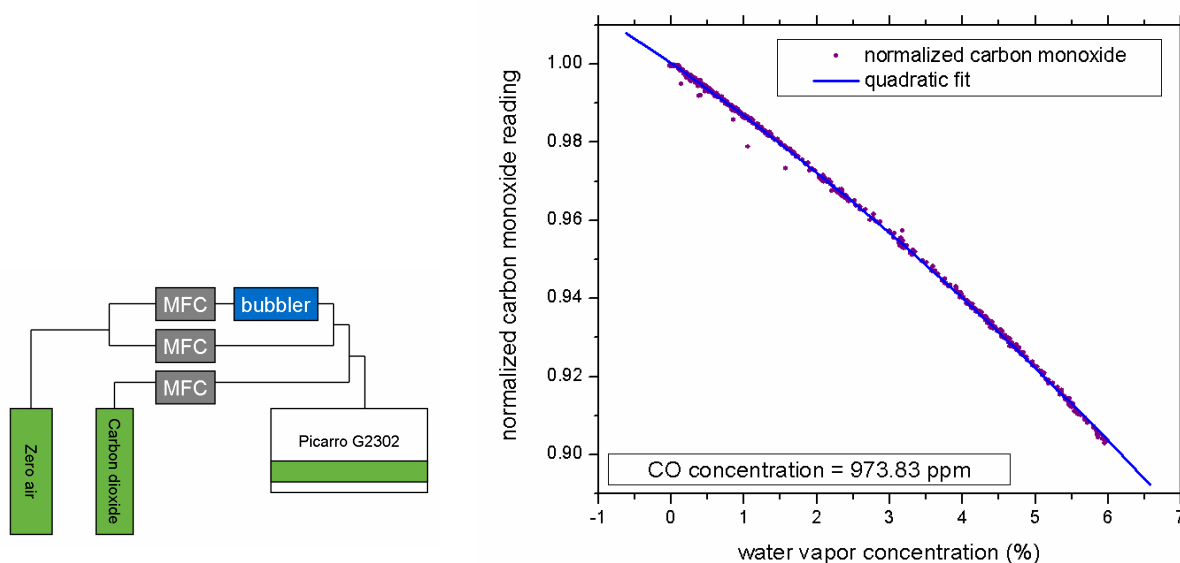 MFC
bubbler
MFC
MFC
Zero air
Carbon dioxide
Picarro G2302
normalized carbon monoxide reading
1.00
0.98
0.96
0.94
0.92
0.90
normalized carbon monoxide
quadratic fit
CO concentration = 973.83 ppm
-1 0 1 2 3 4 5 6 7
water vapor concentration (%)